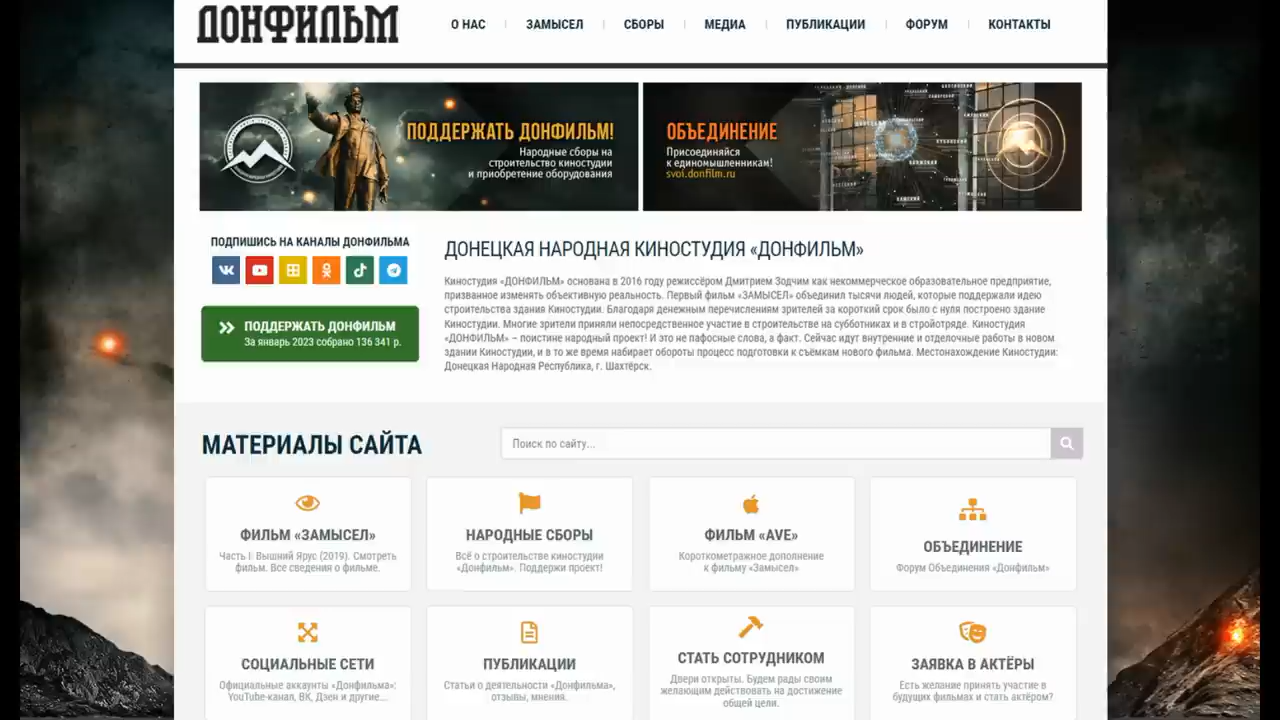 ДОНФИЛЬМ
О НАС
ЗАМЫСЕЛ
СБОРЫ
МЕДИА
ПУБЛИКАЦИИ
ФОРУМ
КОНТАКТЫ
ПОДДЕРЖАТЬ ДОНФИЛЬМ!
Народные сборы на
строительство киностудии
и приобретение оборудования
ОБЪЕДИНЕНИЕ
Присоединяйся
к единомышленникам!
svoi.donfilm.ru
ПОДПИШИСЬ НА КАНАЛЫ ДОНФИЛЬМА
ПОДДЕРЖАТЬ ДОНФИЛЬМ
За январь 2023 собрано 136 341 р.
ДОНЕЦКАЯ НАРОДНАЯ КИНОСТУДИЯ «ДОНФИЛЬМ»
Киностудия «ДОНФИЛЬМ» основана в 2016 году режиссёром Дмитрием Зодчим как некоммерческое образовательное предприятие,
призванное изменять объективную реальность. Первый фильм «ЗАМЫСЕЛ» объединил тысячи людей, которые поддержали идею
строительства здания Киностудии. Благодаря денежным перечислениям зрителей за короткий срок было с нуля построено здание
Киностудии. Многие зрители приняли непосредственное участие в строительстве на субботниках и в стройотряде. Киностудия
«ДОНФИЛЬМ» – поистине народный проект! И это не пафосные слова, а факт. Сейчас идут внутренние и отделочные работы в новом
здании Киностудии, и в то же время набирает обороты процесс подготовки к съёмкам нового фильма. Местонахождение Киностудии:
Донецкая Народная Республика, г. Шахтёрск.
МАТЕРИАЛЫ САЙТА
Поиск по сайту...
ФИЛЬМ «ЗАМЫСЕЛ»
Часть I: Вышний Ярус (2019). Смотреть
фильм. Все сведения о фильме.
НАРОДНЫЕ СБОРЫ
Всё о строительстве киностудии
«Донфильм». Поддержи проект!
ФИЛЬМ «AVE»
Короткометражное дополнение
к фильму «Замысел»
ОБЪЕДИНЕНИЕ
Форум Объединения «Донфильм»
СОЦИАЛЬНЫЕ СЕТИ
Официальные аккаунты «Донфильма»:
YouTube-канал, ВК, Дзен и другие...
ПУБЛИКАЦИИ
Статьи о деятельности «Донфильма»,
отзывы, мнения.
СТАТЬ СОТРУДНИКОМ
Двери открыты. Будем рады своим
желающим действовать на достижение
общей цели.
ЗАЯВКА В АКТЁРЫ
Есть желание принять участие в
будущих фильмах и стать актёром?